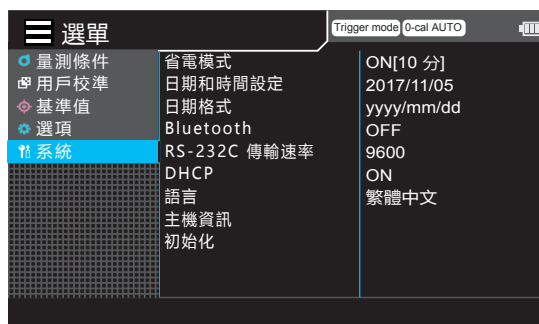 選單
Trigger mode 0-cal AUTO
量測條件
用戶校準
基準值
選項
系統
省電模式 ON[10 分]
日期和時間設定 2017/11/05
日期格式 yyyy/mm/dd
Bluetooth OFF
RS-232C 傳輸速率 9600
DHCP ON
語言 繁體中文
主機資訊
初始化